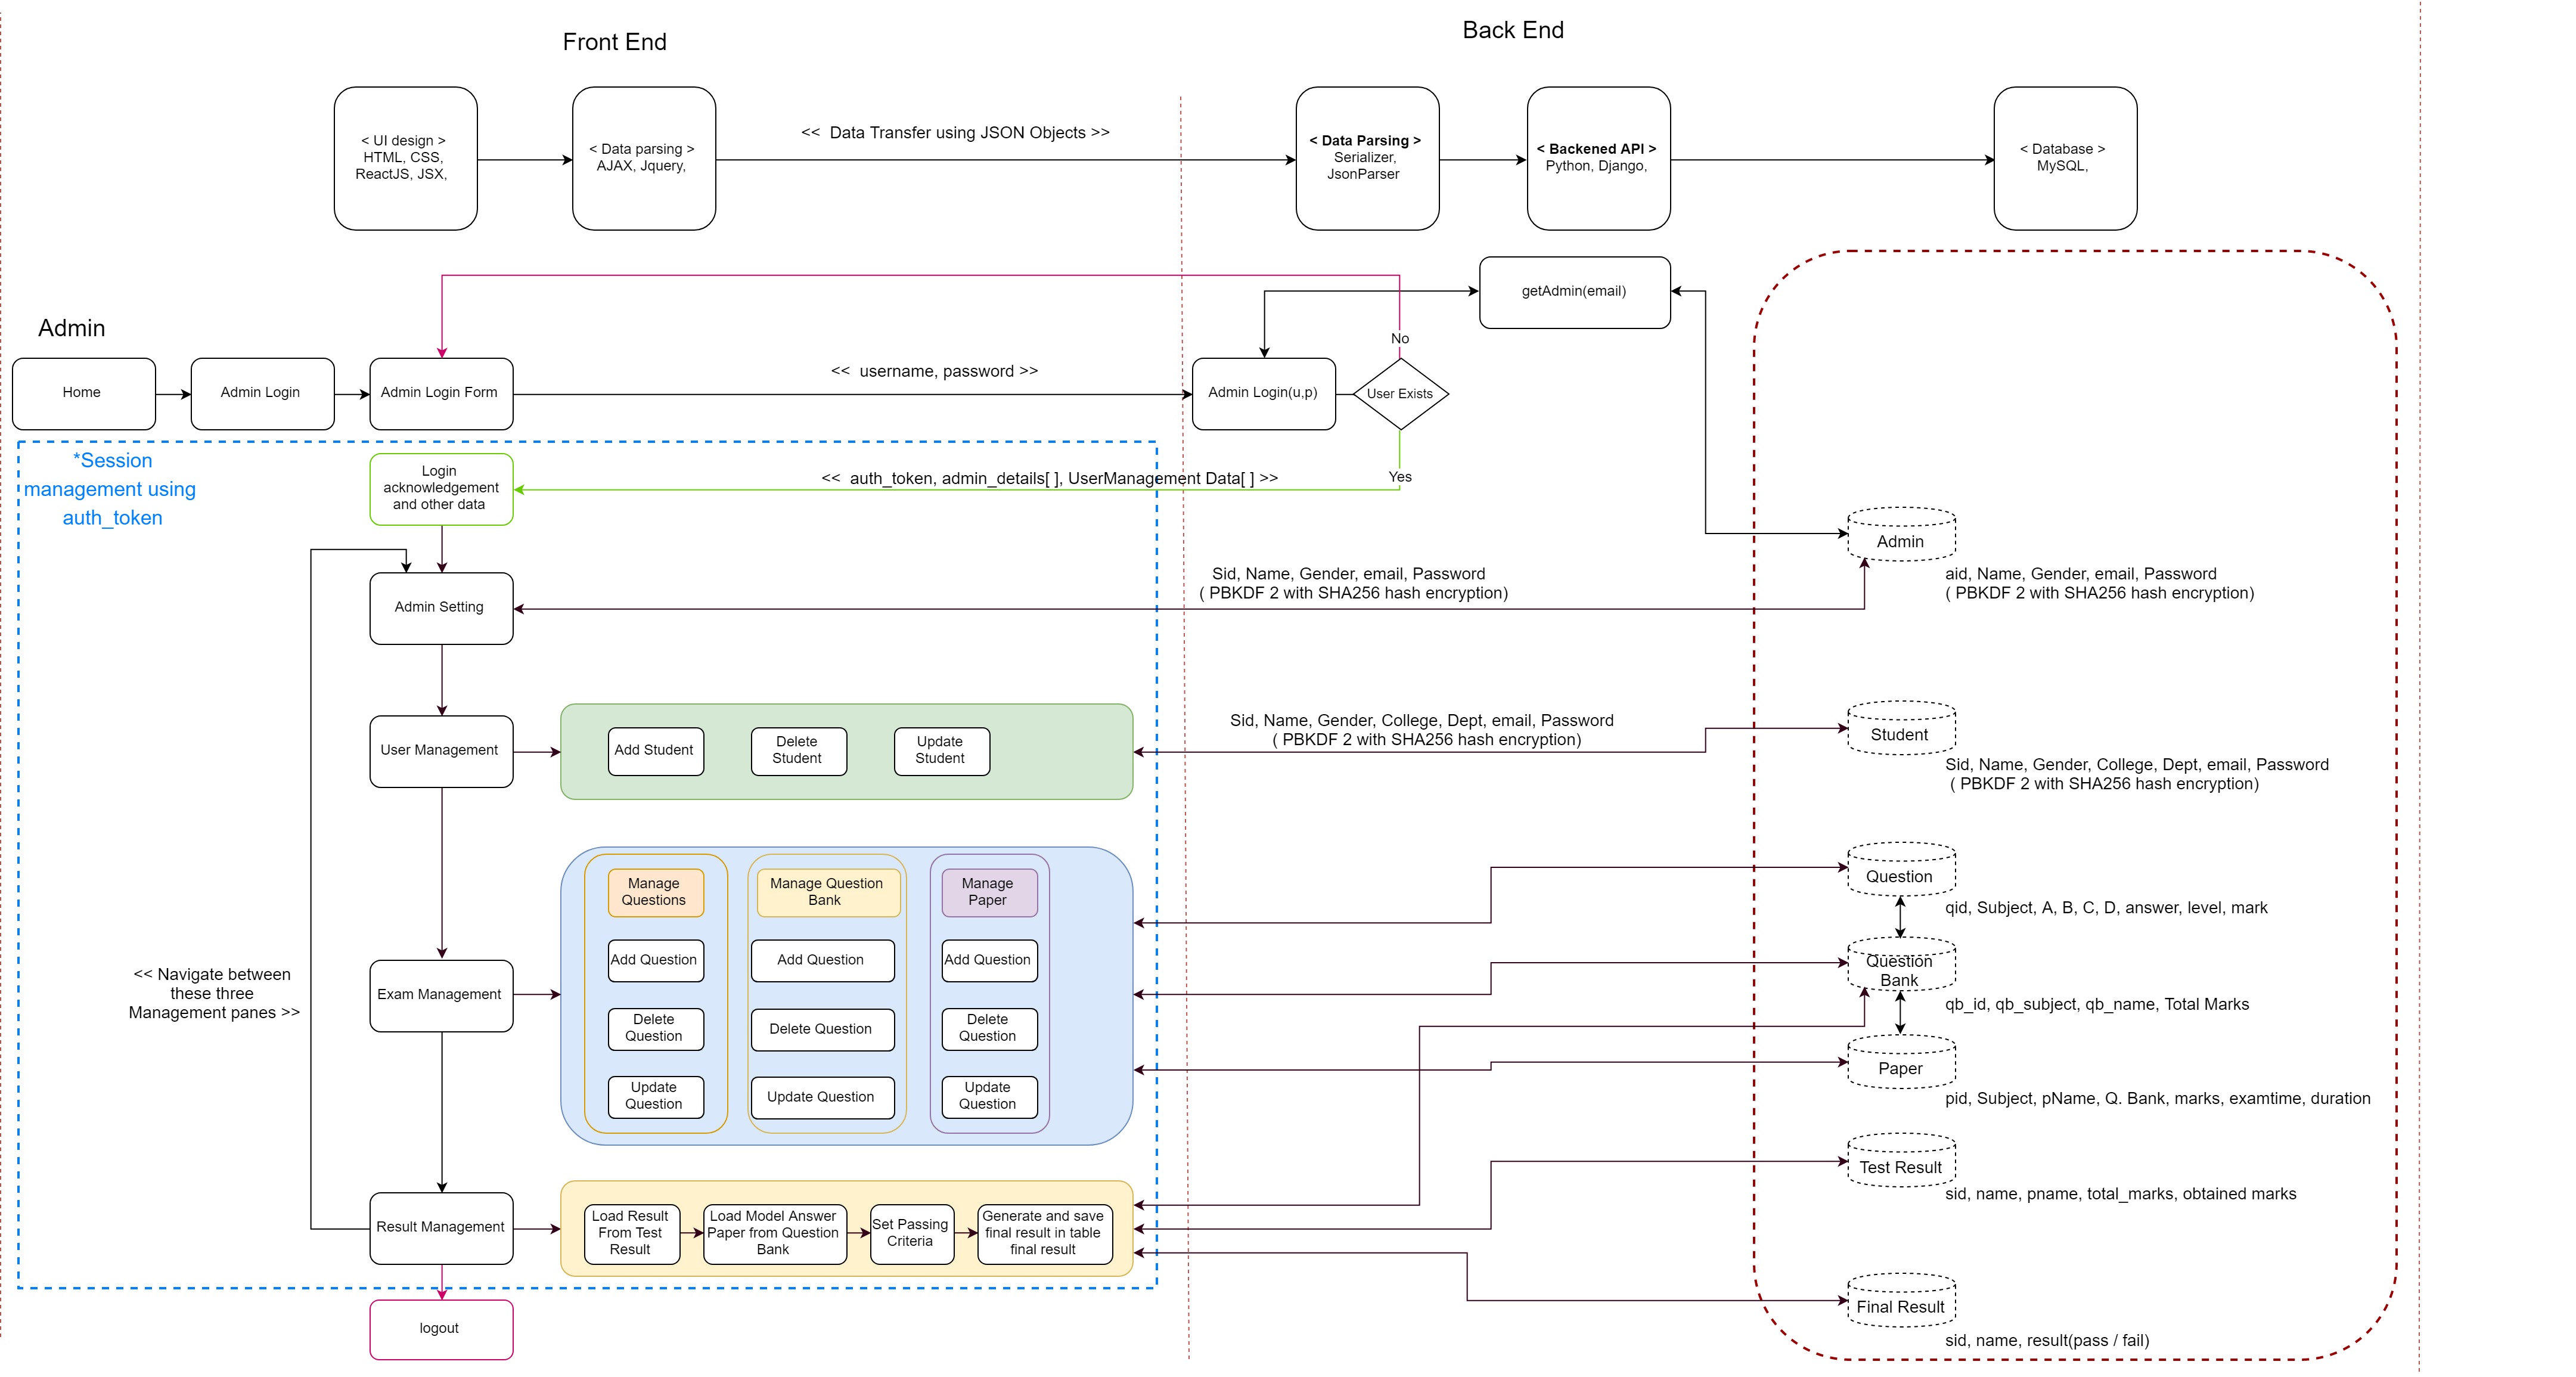 Front End
Back End
< UI design >
HTML, CSS,
ReactJS, JSX,
< Data parsing >
AJAX, Jquery,
<<  Data Transfer using JSON Objects >>
< Data Parsing >
Serializer,
JsonParser
< Backened API >
Python, Django,
< Database >
MySQL,
Admin
Home
Admin Login
Admin Login Form
<<  username, password >>
Admin Login(u,p)
User Exists
No
Yes
getAdmin(email)
*Session
management using
auth_token
Login
acknowledgement
and other data
<<  auth_token, admin_details[ ], UserManagement Data[ ] >>
Admin Setting
Sid, Name, Gender, email, Password
( PBKDF 2 with SHA256 hash encryption)
Admin
aid, Name, Gender, email, Password
( PBKDF 2 with SHA256 hash encryption)
User Management
Add Student
Delete
Student
Update
Student
Sid, Name, Gender, College, Dept, email, Password
( PBKDF 2 with SHA256 hash encryption)
Student
Sid, Name, Gender, College, Dept, email, Password
( PBKDF 2 with SHA256 hash encryption)
<< Navigate between
these three
Management panes >>
Exam Management
Manage
Questions
Add Question
Delete
Question
Update
Question
Manage Question
Bank
Add Question
Delete Question
Update Question
Manage
Paper
Add Question
Delete
Question
Update
Question
Question
qid, Subject, A, B, C, D, answer, level, mark
Question
Bank
qb_id, qb_subject, qb_name, Total Marks
Paper
pid, Subject, pName, Q. Bank, marks, examtime, duration
Result Management
Load Result
From Test
Result
Load Model Answer
Paper from Question
Bank
Set Passing
Criteria
Generate and save
final result in table
final result
Test Result
sid, name, pname, total_marks, obtained marks
Final Result
sid, name, result(pass / fail)
logout